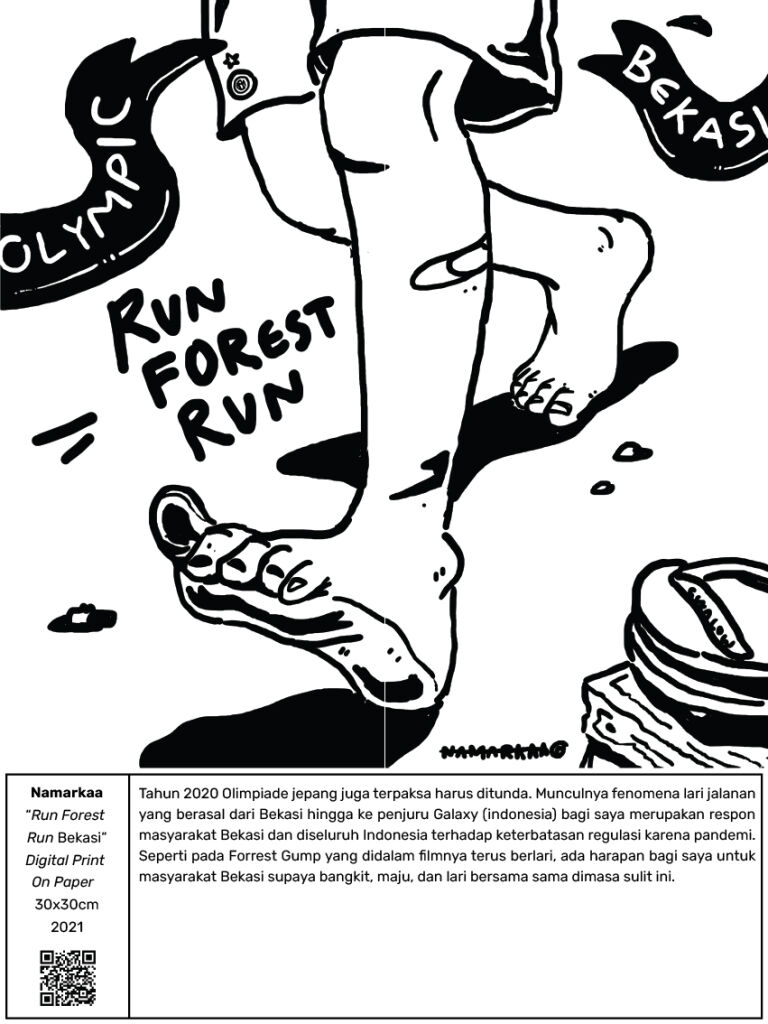 OLYMPIC
BEKASI
RUN
FOREST
RUN
NAMARKAA©
Namarkaa
"Run Forest
Run Bekasi"
Digital Print
On Paper
30x30cm
2021
Tahun 2020 Olimpiade jepang juga terpaksa harus ditunda. Munculnya fenomena lari jalanan
yang berasal dari Bekasi hingga ke penjuru Galaxy (indonesia) bagi saya merupakan respon
masyarakat Bekasi dan diseluruh Indonesia terhadap keterbatasan regulasi karena pandemi.
Seperti pada Forrest Gump yang didalam filmnya terus berlari, ada harapan bagi saya untuk
masyarakat Bekasi supaya bangkit, maju, dan lari bersama sama dimasa sulit ini.